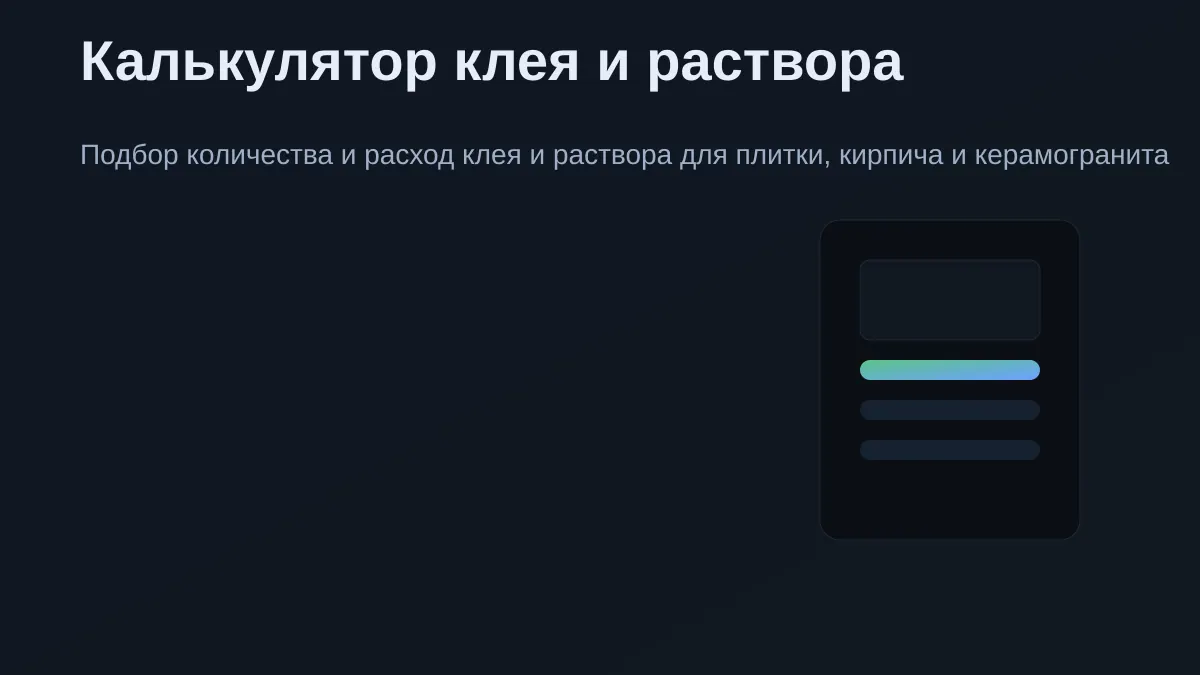 Калькулятор клея и раствора
Подбор количества и расход клея и раствора для плитки, кирпича и керамогранита